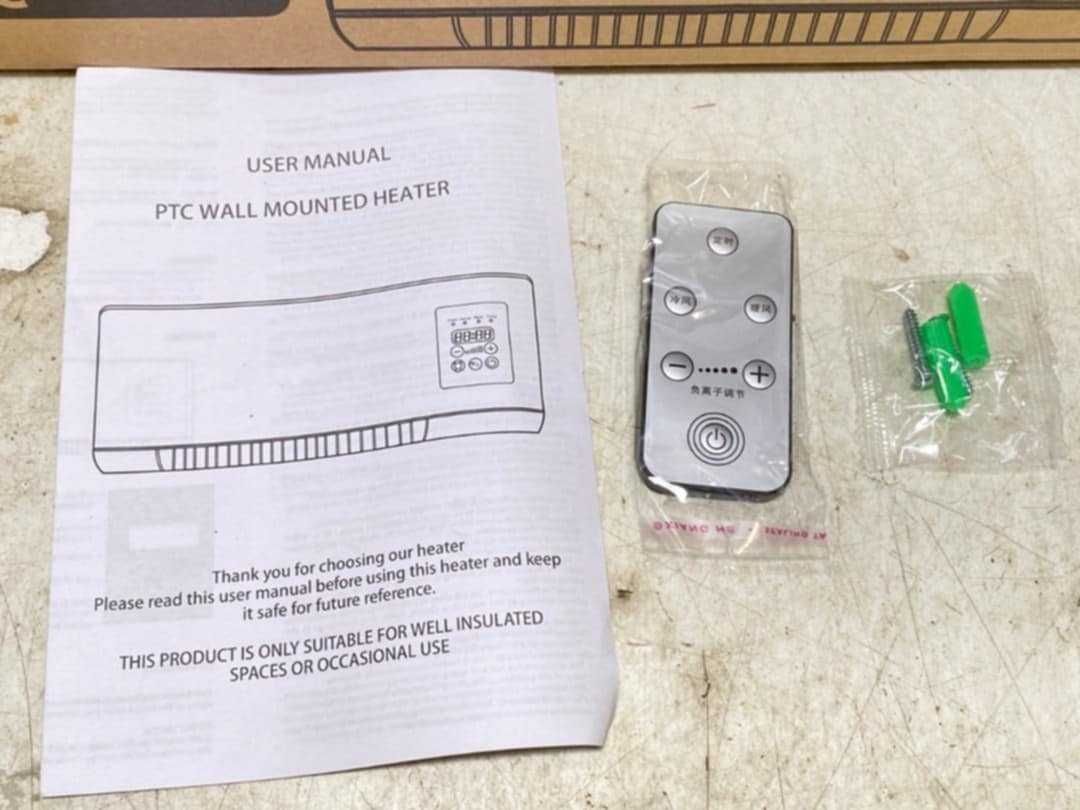 USER MANUAL
PTC WALL MOUNTED HEATER
88:88
Thank you for choosing our heater
Please read this user manual before using this heater and keep
it safe for future reference.
THIS PRODUCT IS ONLY SUITABLE FOR WELL INSULATED
SPACES OR OCCASIONAL USE
定时
冷风
暖风
− +
负离子调节